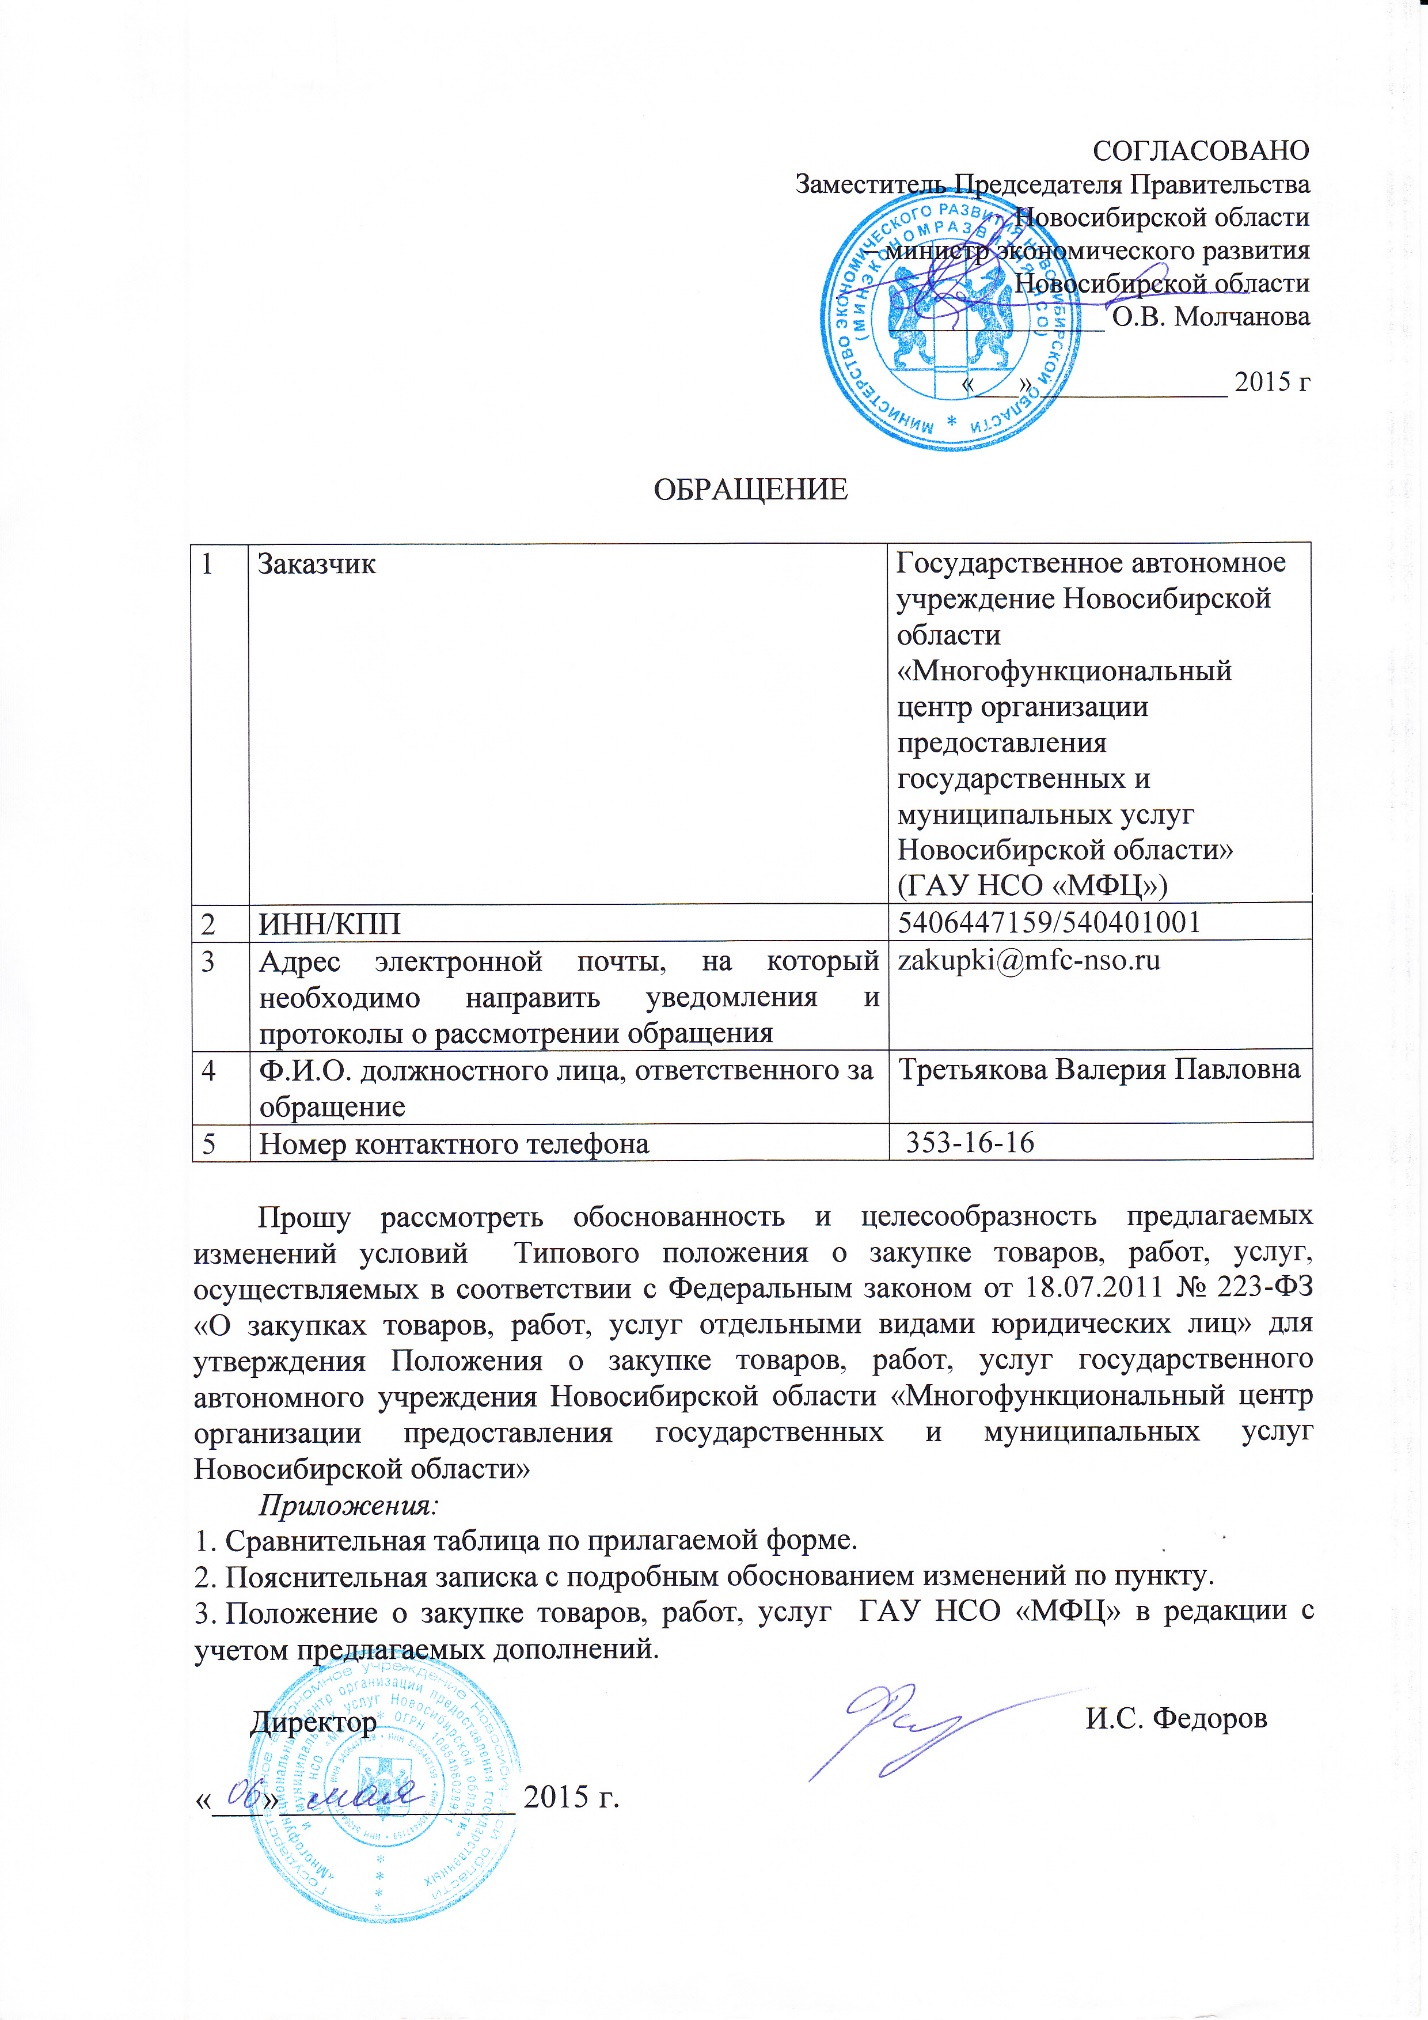 СОГЛАСОВАНО
Заместитель Председателя Правительства
Новосибирской области
– министр экономического развития
Новосибирской области
О.В. Молчанова
«___»_____________ 2015 г
МИНИСТЕРСТВО ЭКОНОМИЧЕСКОГО РАЗВИТИЯ НОВОСИБИРСКОЙ ОБЛАСТИ *
(МИНЭКОНОМРАЗВИТИЯ НСО)
ОБРАЩЕНИЕ
1 Заказчик Государственное автономное
учреждение Новосибирской
области
«Многофункциональный
центр организации
предоставления
государственных и
муниципальных услуг
Новосибирской области»
(ГАУ НСО «МФЦ»)
2 ИНН/КПП 5406447159/540401001
3 Адрес электронной почты, на который zakupki@mfc-nso.ru
необходимо направить уведомления и
протоколы о рассмотрении обращения
4 Ф.И.О. должностного лица, ответственного за Третьякова Валерия Павловна
обращение
5 Номер контактного телефона 353-16-16
Прошу рассмотреть обоснованность и целесообразность предлагаемых
изменений условий Типового положения о закупке товаров, работ, услуг,
осуществляемых в соответствии с Федеральным законом от 18.07.2011 № 223-ФЗ
«О закупках товаров, работ, услуг отдельными видами юридических лиц» для
утверждения Положения о закупке товаров, работ, услуг государственного
автономного учреждения Новосибирской области «Многофункциональный центр
организации предоставления государственных и муниципальных услуг
Новосибирской области»
Приложения:
1. Сравнительная таблица по прилагаемой форме.
2. Пояснительная записка с подробным обоснованием изменений по пункту.
3. Положение о закупке товаров, работ, услуг ГАУ НСО «МФЦ» в редакции с
учетом предлагаемых дополнений.
Директор И.С. Федоров
«06» мая 2015 г.